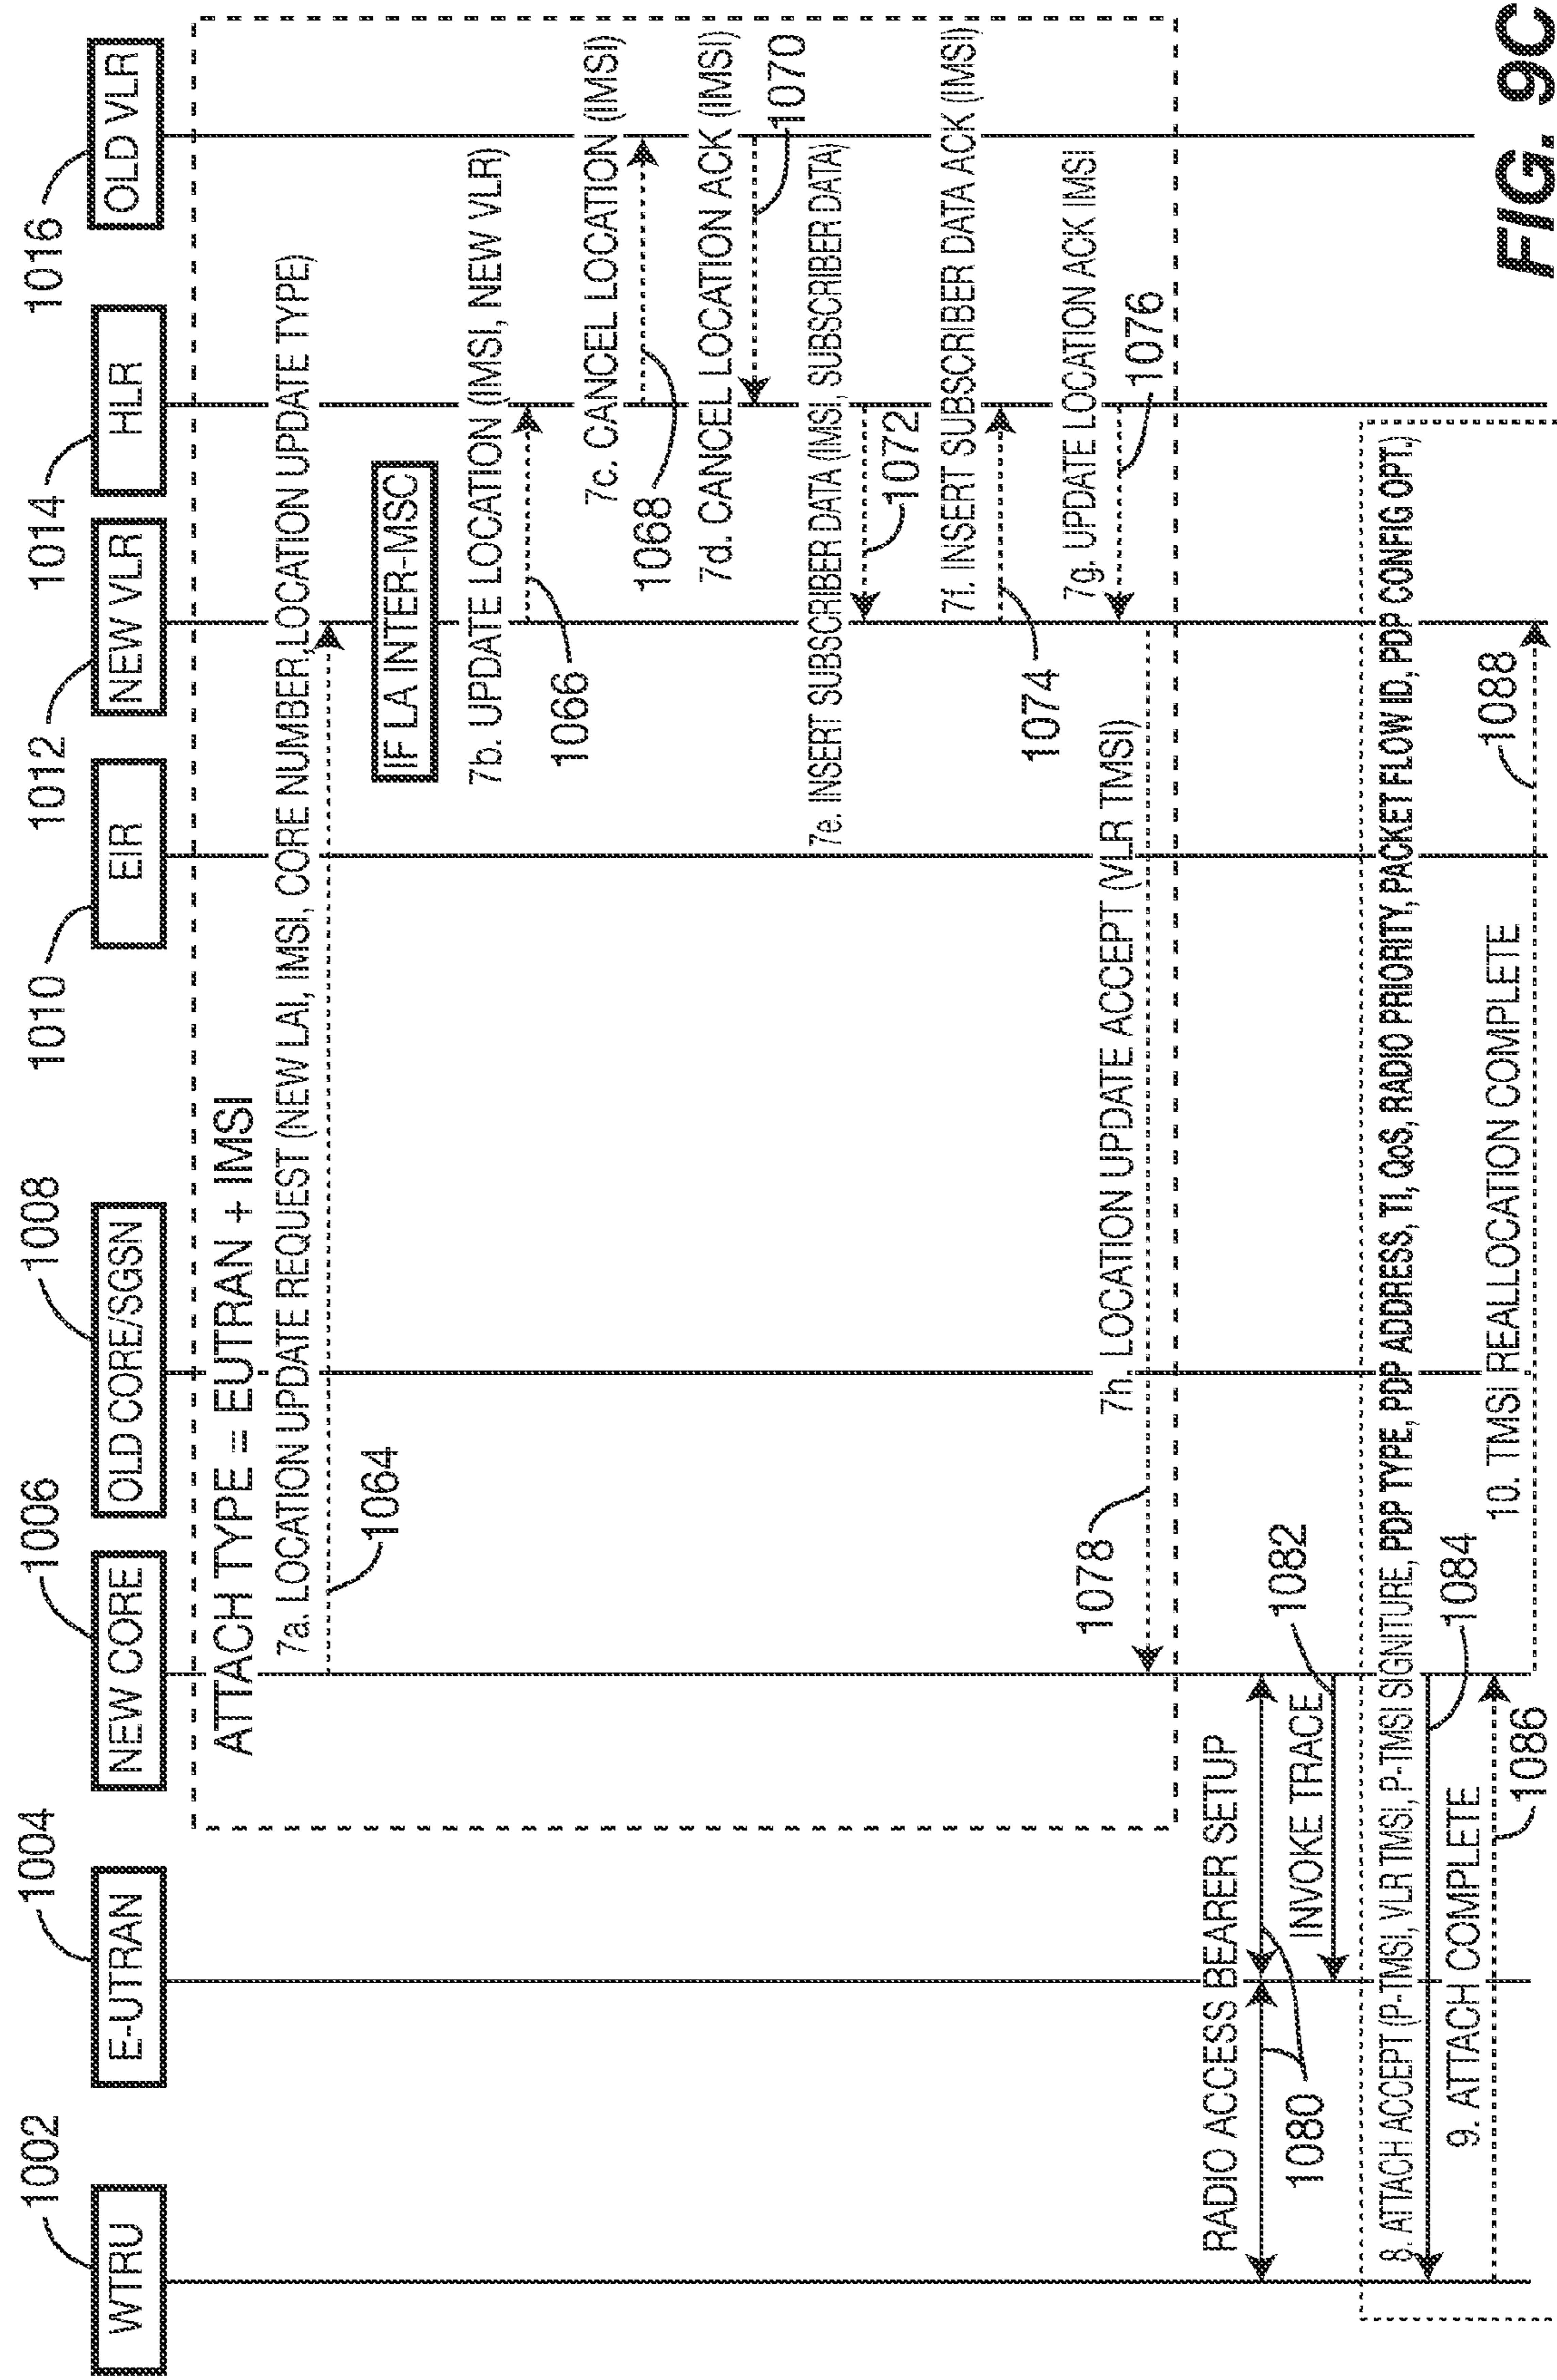 1002
1004
1006
1008
1010
1012
1014
1016
WTRU
E-UTRAN
NEW CORE
OLD CORE/SGSN
EIR
NEW VLR
HLR
OLD VLR
ATTACH TYPE = EUTRAN + IMSI
7a. LOCATION UPDATE REQUEST (NEW LAI, IMSI, CORE NUMBER,LOCATION UPDATE TYPE)
1064
IF LA INTER-MSC
7b. UPDATE LOCATION (IMSI, NEW VLR)
1066
7c. CANCEL LOCATION (IMSI)
1068
7d. CANCEL LOCATION ACK (IMSI)
1070
7e. INSERT SUBSCRIBER DATA (IMSI, SUBSCRIBER DATA)
1072
7f. INSERT SUBSCRIBER DATA ACK (IMSI)
1074
7g. UPDATE LOCATION ACK IMSI
1076
7h. LOCATION UPDATE ACCEPT (VLR TMSI)
1078
RADIO ACCESS BEARER SETUP
1080
INVOKE TRACE
1082
8. ATTACH ACCEPT (P-TMSI, VLR TMSI, P-TMSI SIGNITURE, PDP TYPE, PDP ADDRESS, TI, QoS, RADIO PRIORITY, PACKET FLOW ID, PDP CONFIG OPT.)
1084
9. ATTACH COMPLETE
1086
10. TMSI REALLOCATION COMPLETE
1088
FIG. 9C